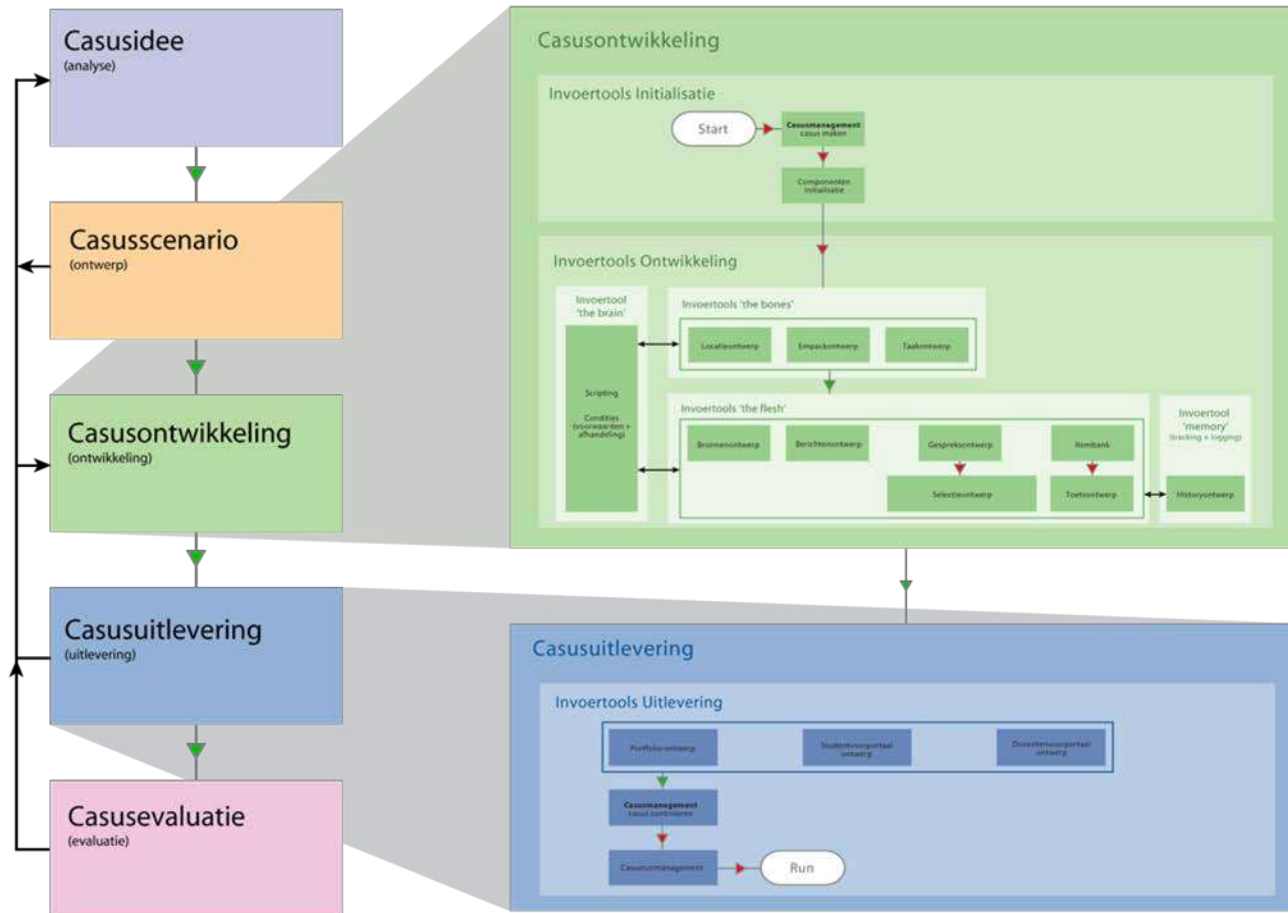 Casusidee
(analyse)
Casusscenario
(ontwerp)
Casusontwikkeling
(ontwikkeling)
Casusuitlevering
(uitlevering)
Casusevaluatie
(evaluatie)
Casusontwikkeling
Invoertools Initialisatie
Start
Casusmanagement
casus maken
Componenten
initialisatie
Invoertools Ontwikkeling
Invoertool
'the brain'
Scripting
Condities
(voorwaarden +
afhandeling)
Invoertools 'the bones'
Locatieontwerp
Empackontwerp
Taakontwerp
Invoertools 'the flesh'
Bronnenontwerp
Berichtenontwerp
Gespreksontwerp
Itembank
Selectieontwerp
Toetsontwerp
Invoertool
'memory'
(tracking + logging)
Historyontwerp
Casusuitlevering
Invoertools Uitlevering
Portfolio-ontwerp
Studentvoorportaal
ontwerp
Docentenvoorportaal
ontwerp
Casusmanagement
casus controleren
Casusrunmanagement
Run